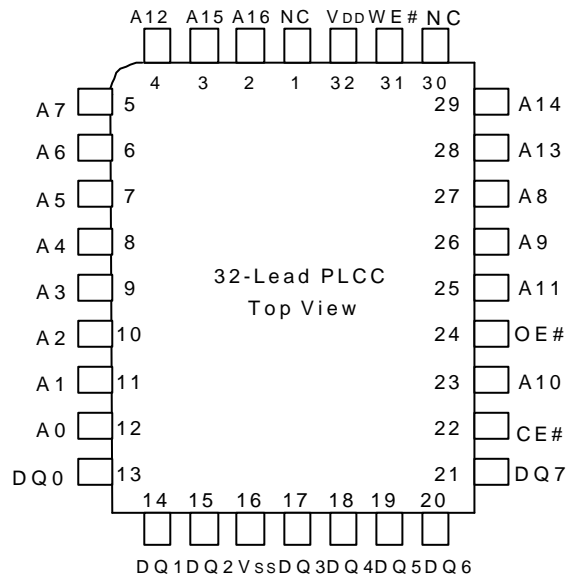 A12 A15 A16 NC VDD WE# NC
4 3 2 1 32 31 30
A7 5 29 A14
A6 6 28 A13
A5 7 27 A8
A4 8 26 A9
32-Lead PLCC
A3 9 25 A11
Top View
A2 10 24 OE#
A1 11 23 A10
A0 12 22 CE#
DQ0 13 21 DQ7
14 15 16 17 18 19 20
DQ1 DQ2 Vss DQ3 DQ4 DQ5 DQ6